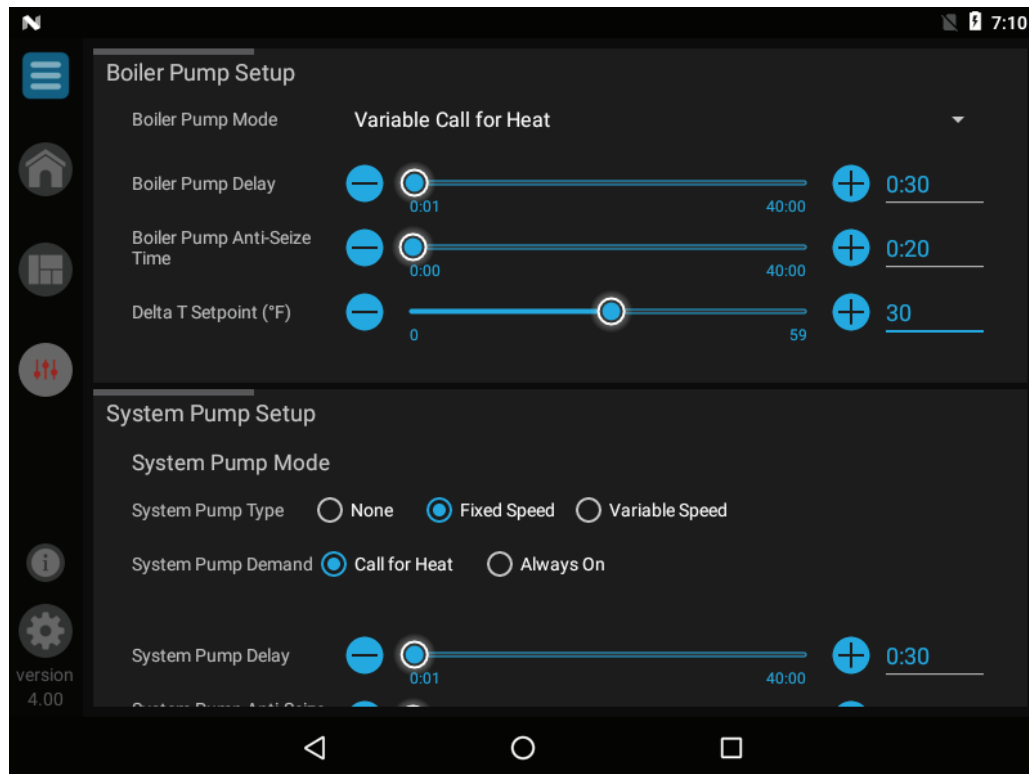 7:10
Boiler Pump Setup
Boiler Pump Mode Variable Call for Heat
Boiler Pump Delay 0:30
0:01 40:00
Boiler Pump Anti-Seize
Time 0:20
0:00 40:00
Delta T Setpoint (°F) 30
0 59
System Pump Setup
System Pump Mode
System Pump Type None Fixed Speed Variable Speed
System Pump Demand Call for Heat Always On
System Pump Delay 0:30
0:01 40:00
version
4.00